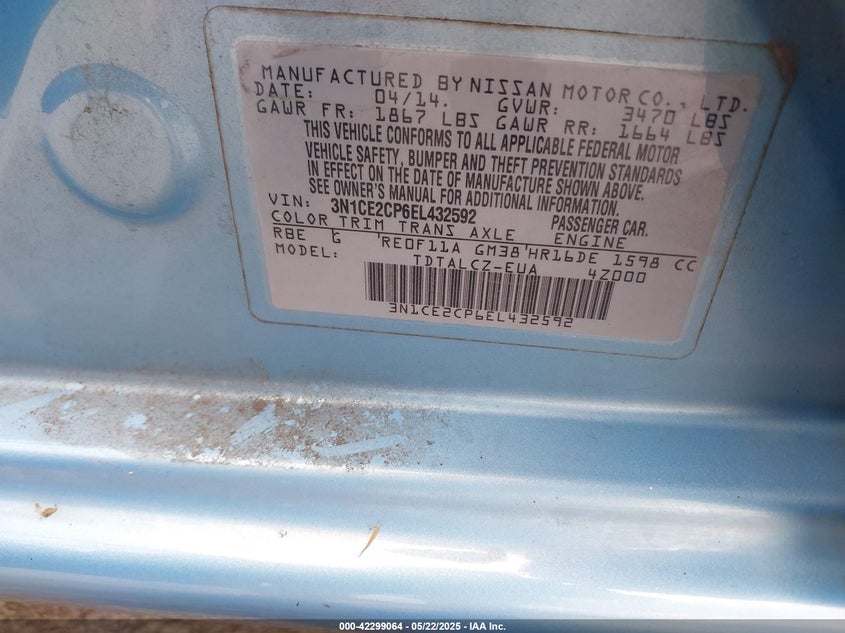 MANUFACTURED BY NISSAN MOTOR CO., LTD.
DATE: 04/14. GVWR: 3470 LBS
GAWR FR: 1867 LBS GAWR RR: 1664 LBS
THIS VEHICLE CONFORMS TO ALL APPLICABLE FEDERAL MOTOR
VEHICLE SAFETY, BUMPER AND THEFT PREVENTION STANDARDS
IN EFFECT ON THE DATE OF MANUFACTURE SHOWN ABOVE.
SEE OWNER'S MANUAL FOR ADDITIONAL INFORMATION.
VIN: 3N1CE2CP6EL432592 PASSENGER CAR.
COLOR TRIM TRANS AXLE ENGINE
RBE G RE0F11A GM38 HR16DE 1598 CC
MODEL: TDTALCZ-EUA 4Z000
3N1CE2CP6EL432592
000-42299064 - 05/22/2025 - IAA Inc.